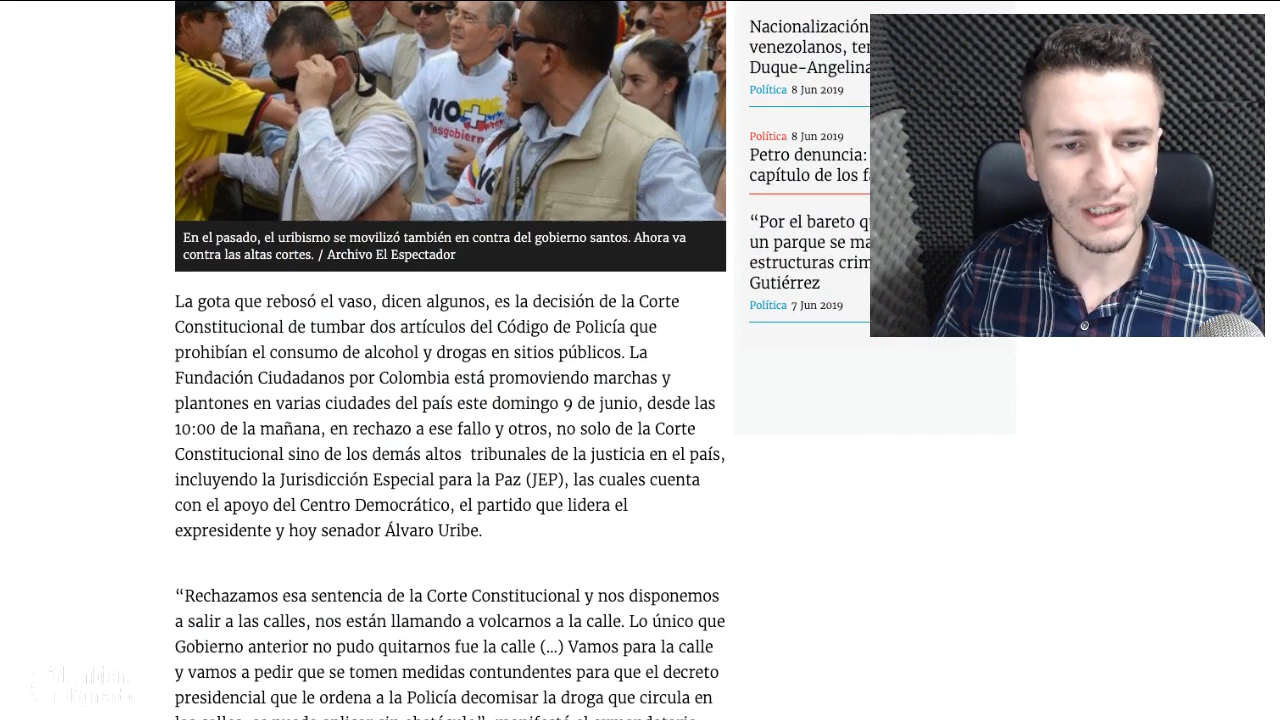 NO+
desgobierno
En el pasado, el uribismo se movilizó también en contra del gobierno santos. Ahora va
contra las altas cortes. / Archivo El Espectador
La gota que rebosó el vaso, dicen algunos, es la decisión de la Corte
Constitucional de tumbar dos artículos del Código de Policía que
prohibían el consumo de alcohol y drogas en sitios públicos. La
Fundación Ciudadanos por Colombia está promoviendo marchas y
plantones en varias ciudades del país este domingo 9 de junio, desde las
10:00 de la mañana, en rechazo a ese fallo y otros, no solo de la Corte
Constitucional sino de los demás altos tribunales de la justicia en el país,
incluyendo la Jurisdicción Especial para la Paz (JEP), las cuales cuenta
con el apoyo del Centro Democrático, el partido que lidera el
expresidente y hoy senador Álvaro Uribe.
“Rechazamos esa sentencia de la Corte Constitucional y nos disponemos
a salir a las calles, nos están llamando a volcarnos a la calle. Lo único que
Gobierno anterior no pudo quitarnos fue la calle (...) Vamos para la calle
y vamos a pedir que se tomen medidas contundentes para que el decreto
presidencial que le ordena a la Policía decomisar la droga que circula en
Nacionalización
venezolanos,
Duque-Angelina
Política 8 Jun 2019
Política 8 Jun 2019
Petro denuncia:
capítulo de los
“Por el bareto
un parque se
estructuras
Gutiérrez
Política 7 Jun 2019